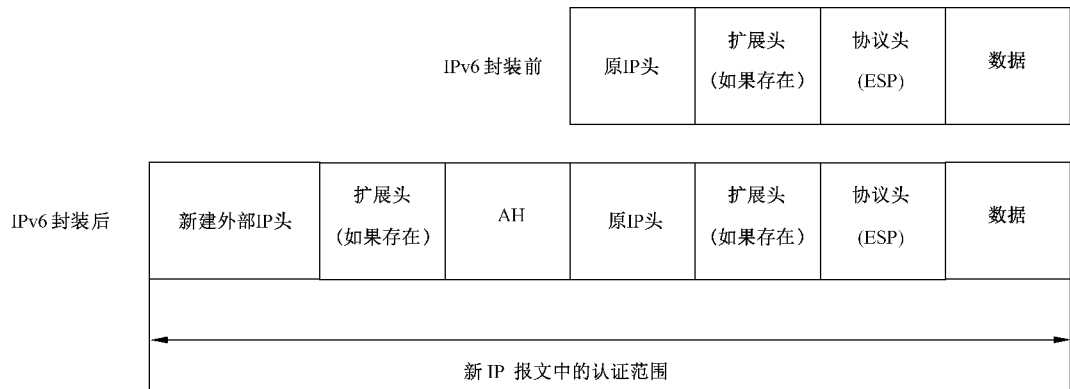 IPv6 封装前
原IP头
扩展头
(如果存在)
协议头
(ESP)
数据
IPv6 封装后
新建外部IP头
扩展头
(如果存在)
AH
原IP头
扩展头
(如果存在)
协议头
(ESP)
数据
新 IP 报文中的认证范围